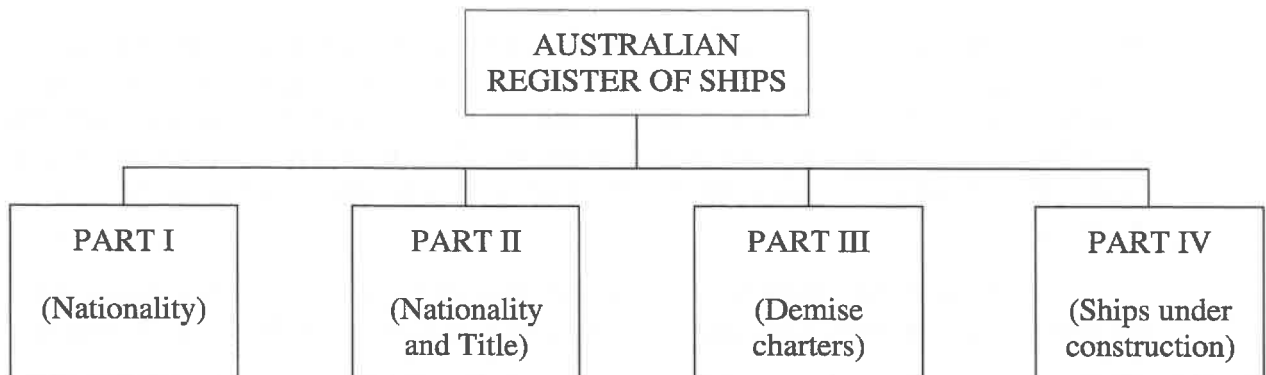 AUSTRALIAN
REGISTER OF SHIPS
PART I
(Nationality)
PART II
(Nationality
and Title)
PART III
(Demise
charters)
PART IV
(Ships under
construction)